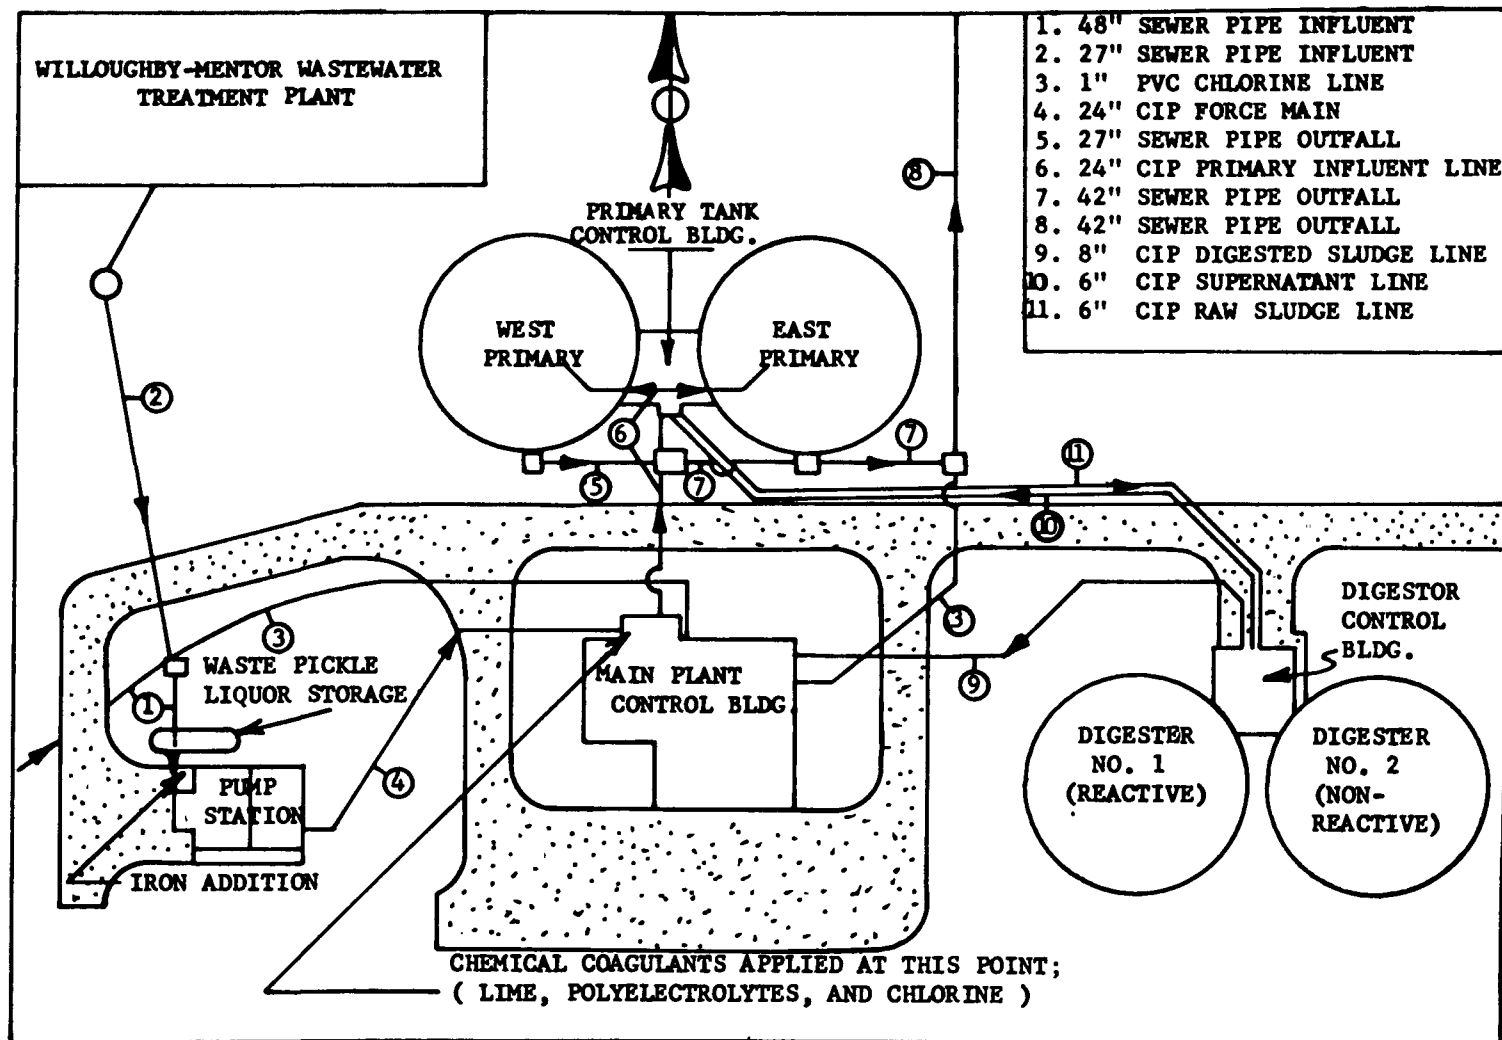 WILLOUGHBY-MENTOR WASTEWATER
TREATMENT PLANT
1. 48" SEWER PIPE INFLUENT
2. 27" SEWER PIPE INFLUENT
3. 1" PVC CHLORINE LINE
4. 24" CIP FORCE MAIN
5. 27" SEWER PIPE OUTFALL
6. 24" CIP PRIMARY INFLUENT LINE
7. 42" SEWER PIPE OUTFALL
8. 42" SEWER PIPE OUTFALL
9. 8" CIP DIGESTED SLUDGE LINE
10. 6" CIP SUPERNATANT LINE
11. 6" CIP RAW SLUDGE LINE
8
PRIMARY TANK
CONTROL BLDG.
WEST
PRIMARY
EAST
PRIMARY
2
6
7
5
7
11
10
3
WASTE PICKLE
LIQUOR STORAGE
1
4
PUMP
STATION
IRON ADDITION
MAIN PLANT
CONTROL BLDG.
3
9
DIGESTOR
CONTROL
BLDG.
DIGESTER
NO. 1
(REACTIVE)
DIGESTER
NO. 2
(NON-
REACTIVE)
CHEMICAL COAGULANTS APPLIED AT THIS POINT;
( LIME, POLYELECTROLYTES, AND CHLORINE )